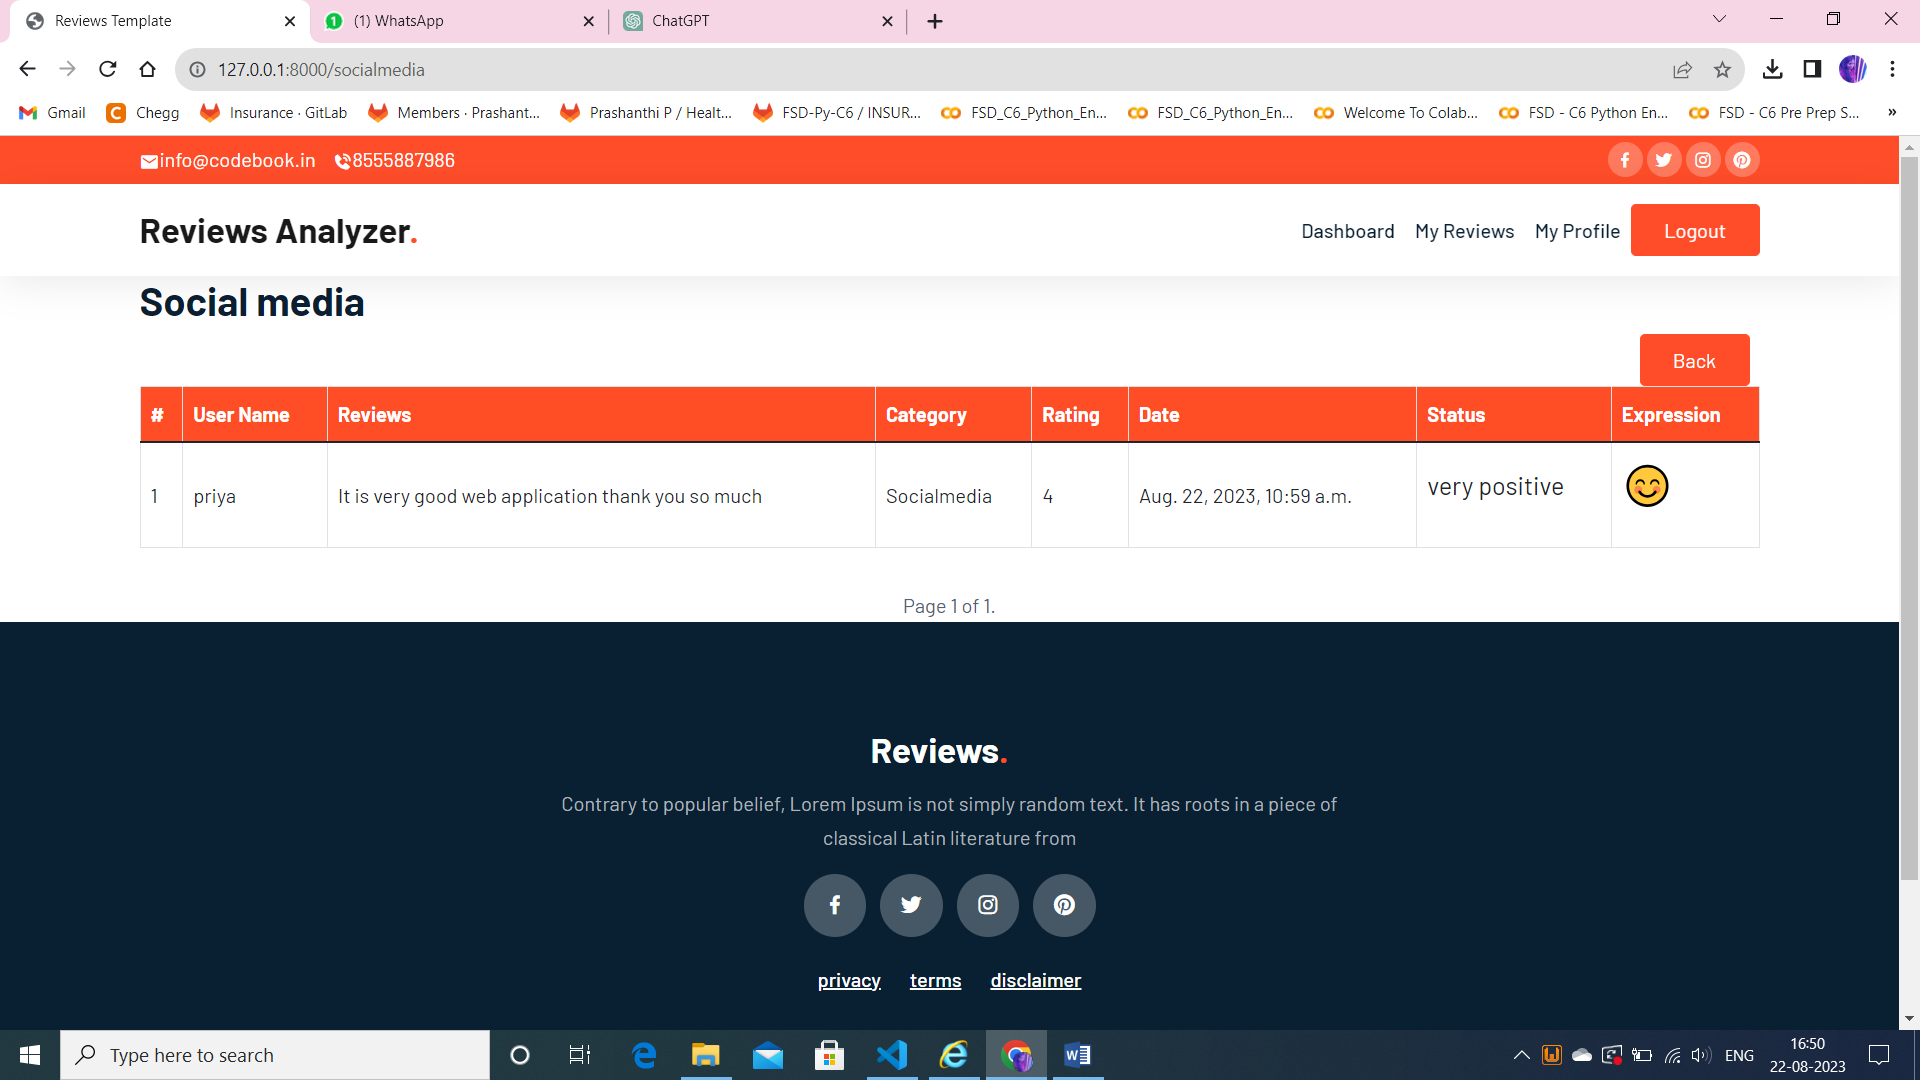 Reviews Template
(1) WhatsApp
ChatGPT
127.0.0.1:8000/socialmedia
Gmail
Chegg
Insurance · GitLab
Members · Prashant...
Prashanthi P / Healt...
FSD-Py-C6 / INSUR...
FSD_C6_Python_En...
FSD_C6_Python_En...
Welcome To Colab...
FSD - C6 Python En...
FSD - C6 Pre Prep S...
»
info@codebook.in 8555887986
Reviews Analyzer.
Dashboard My Reviews My Profile Logout
Social media
Back
# User Name Reviews Category Rating Date Status Expression
1 priya It is very good web application thank you so much Socialmedia 4 Aug. 22, 2023, 10:59 a.m. very positive
Page 1 of 1.
Reviews.
Contrary to popular belief, Lorem Ipsum is not simply random text. It has roots in a piece of
classical Latin literature from
privacy terms disclaimer
Type here to search
ENG
16:50
22-08-2023